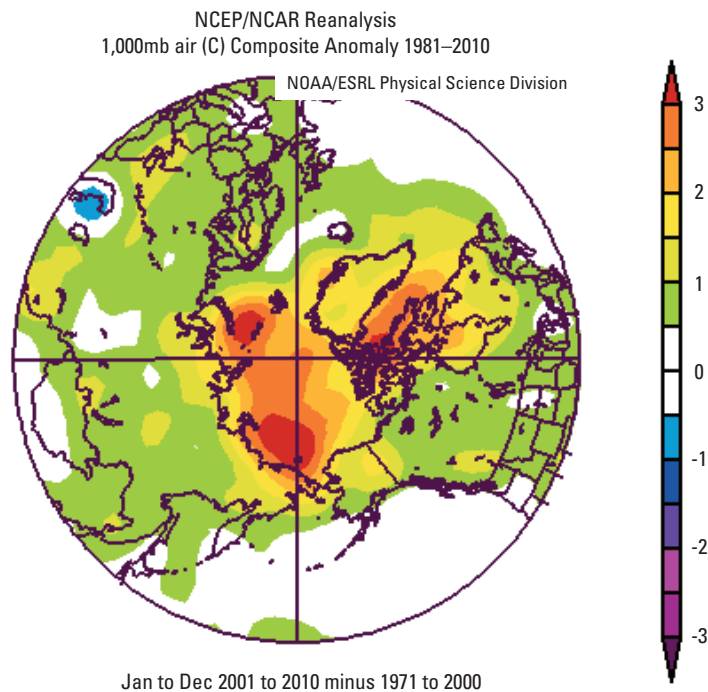 NCEP/NCAR Reanalysis
1,000mb air (C) Composite Anomaly 1981–2010
NOAA/ESRL Physical Science Division
3
2
1
0
-1
-2
-3
Jan to Dec 2001 to 2010 minus 1971 to 2000